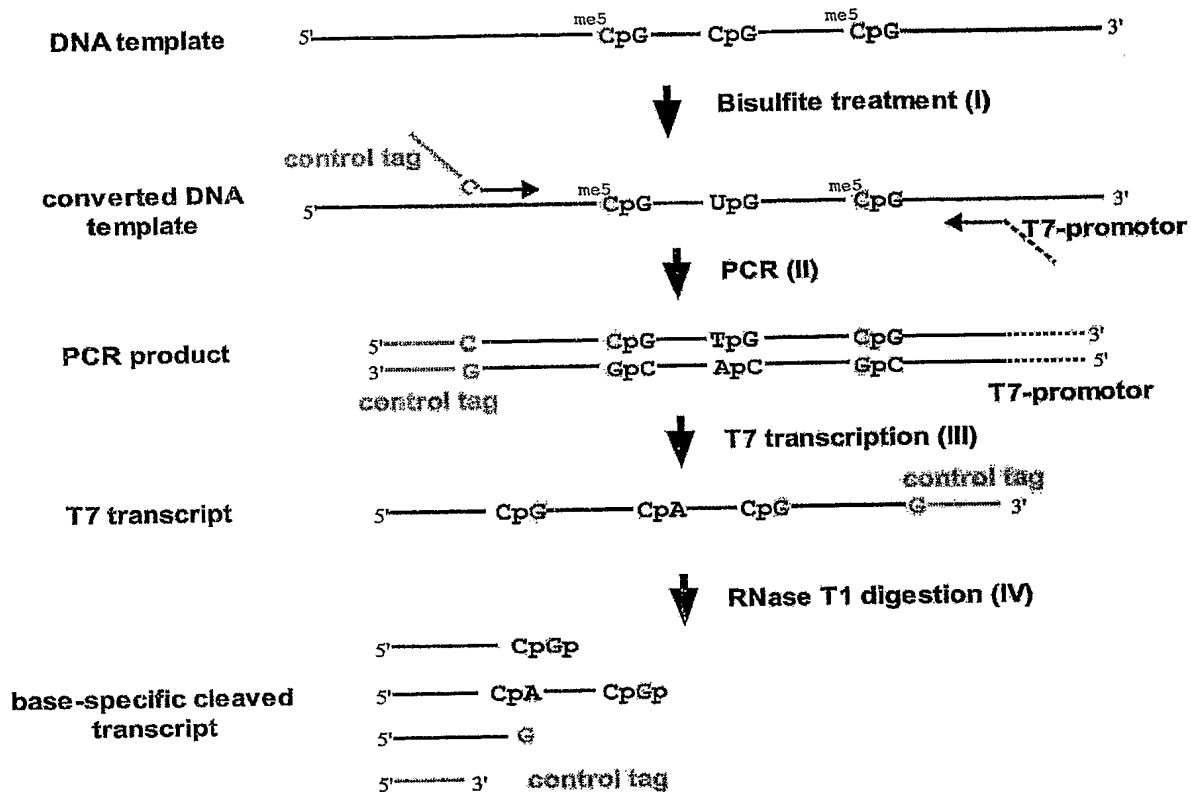 DNA template 5' me5 CpG CpG me5 CpG 3'
Bisulfite treatment (I)
control tag
C
converted DNA template 5' me5 CpG UpG me5 CpG 3'
T7-promotor
PCR (II)
PCR product
5' C CpG TpG CpG 3'
3' G GpC ApC GpC 5'
control tag
T7-promotor
T7 transcription (III)
control tag
T7 transcript 5' CpG CpA CpG G 3'
RNase T1 digestion (IV)
base-specific cleaved transcript
5' CpGp
5' CpA CpGp
5' G
5' 3' control tag